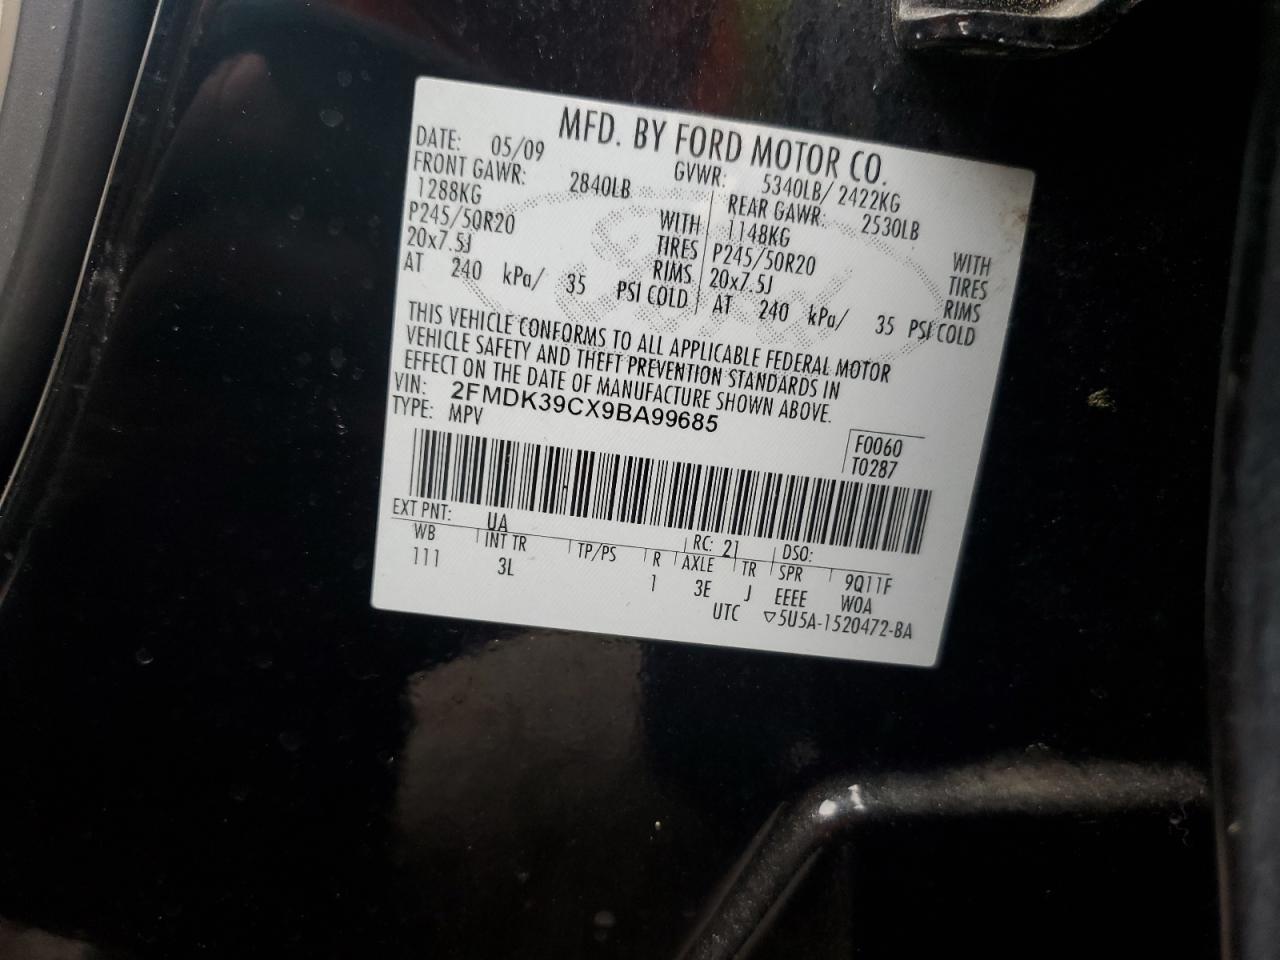 MFD. BY FORD MOTOR CO.
DATE: 05/09 GVWR: 5340LB/ 2422KG
FRONT GAWR: 2840LB REAR GAWR: 2530LB
1288KG WITH 1148KG WITH
P245/50R20 TIRES P245/50R20 TIRES
20x7.5J RIMS 20x7.5J RIMS
AT 240 kPa/ 35 PSI COLD AT 240 kPa/ 35 PSI COLD
THIS VEHICLE CONFORMS TO ALL APPLICABLE FEDERAL MOTOR
VEHICLE SAFETY AND THEFT PREVENTION STANDARDS IN
EFFECT ON THE DATE OF MANUFACTURE SHOWN ABOVE.
VIN: 2FMDK39CX9BA99685
TYPE: MPV
F0060
T0287
EXT PNT: UA RC: 21 DSO:
WB INT TR TP/PS R AXLE TR SPR 9Q11F
111 3L 1 3E J EEEE W0A
UTC ▽5U5A-1520472-BA